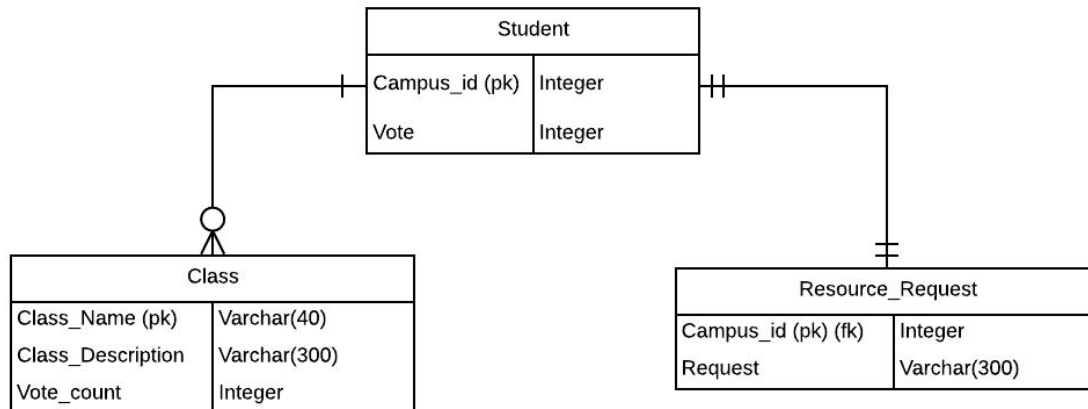 Student
Campus_id (pk) Integer
Vote Integer
Class
Class_Name (pk) Varchar(40)
Class_Description Varchar(300)
Vote_count Integer
Resource_Request
Campus_id (pk) (fk) Integer
Request Varchar(300)